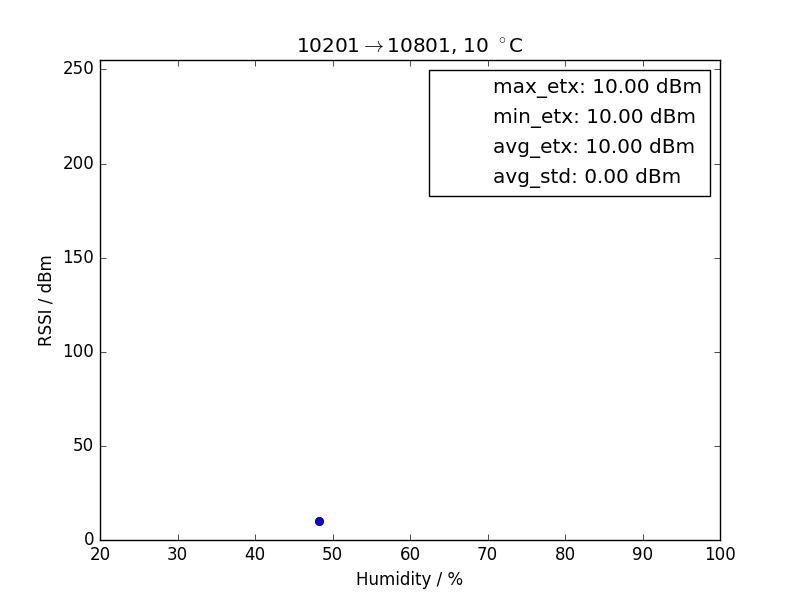 10201→10801, 10 °C
max_etx: 10.00 dBm
min_etx: 10.00 dBm
avg_etx: 10.00 dBm
avg_std: 0.00 dBm
RSSI / dBm
250
200
150
100
50
0
20 30 40 50 60 70 80 90 100
Humidity / %